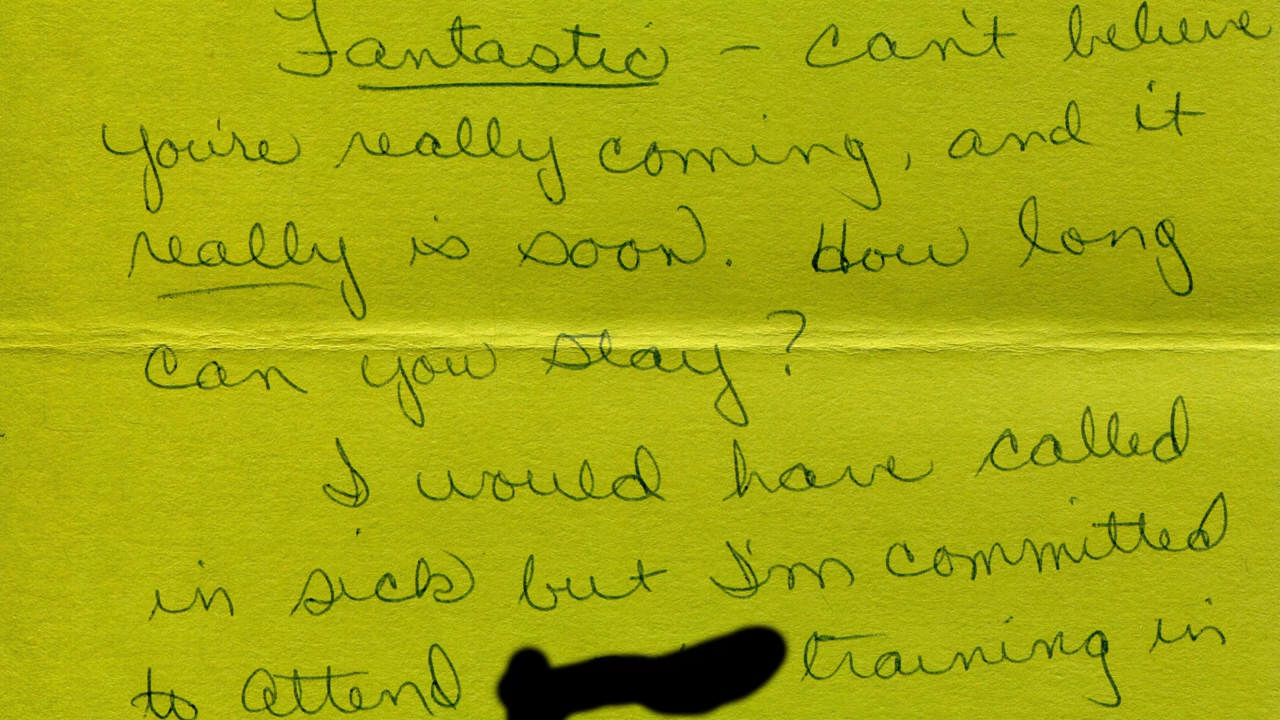 Fantastic - can't believe
you're really coming, and it
really is soon. How long
can you stay?
I would have called
in sick but I'm committed
to attend training in